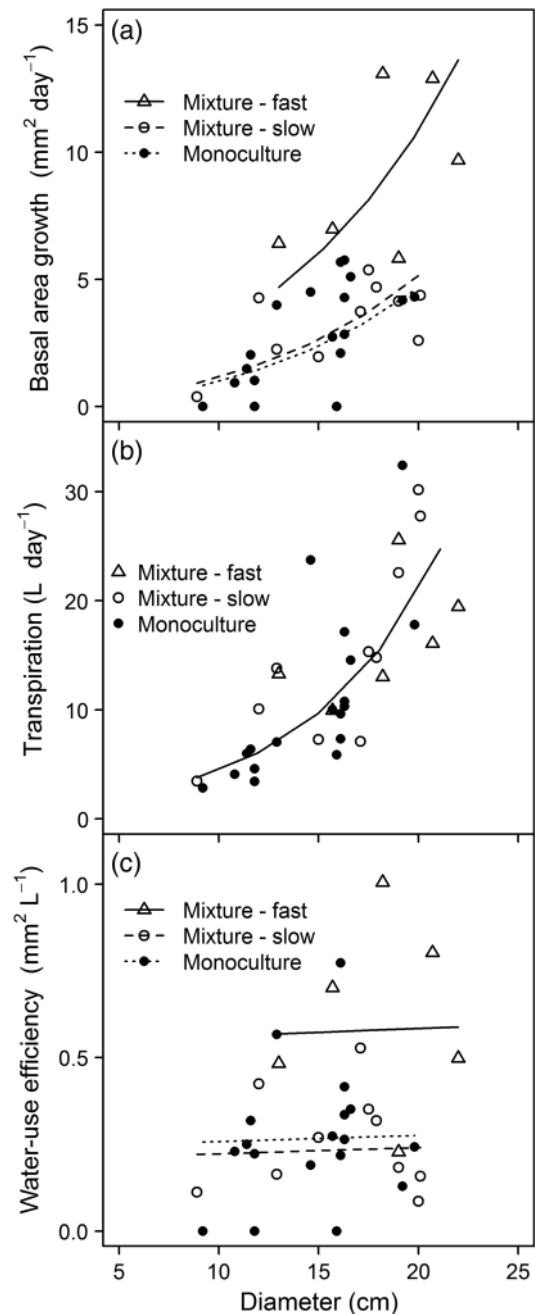 (a)
15
10
5
0
Basal area growth (mm² day⁻¹)
Mixture - fast
Mixture - slow
Monoculture
(b)
30
20
10
0
Transpiration (L day⁻¹)
Mixture - fast
Mixture - slow
Monoculture
(c)
1.0
0.5
0.0
Water-use efficiency (mm² L⁻¹)
Mixture - fast
Mixture - slow
Monoculture
5 10 15 20 25
Diameter (cm)